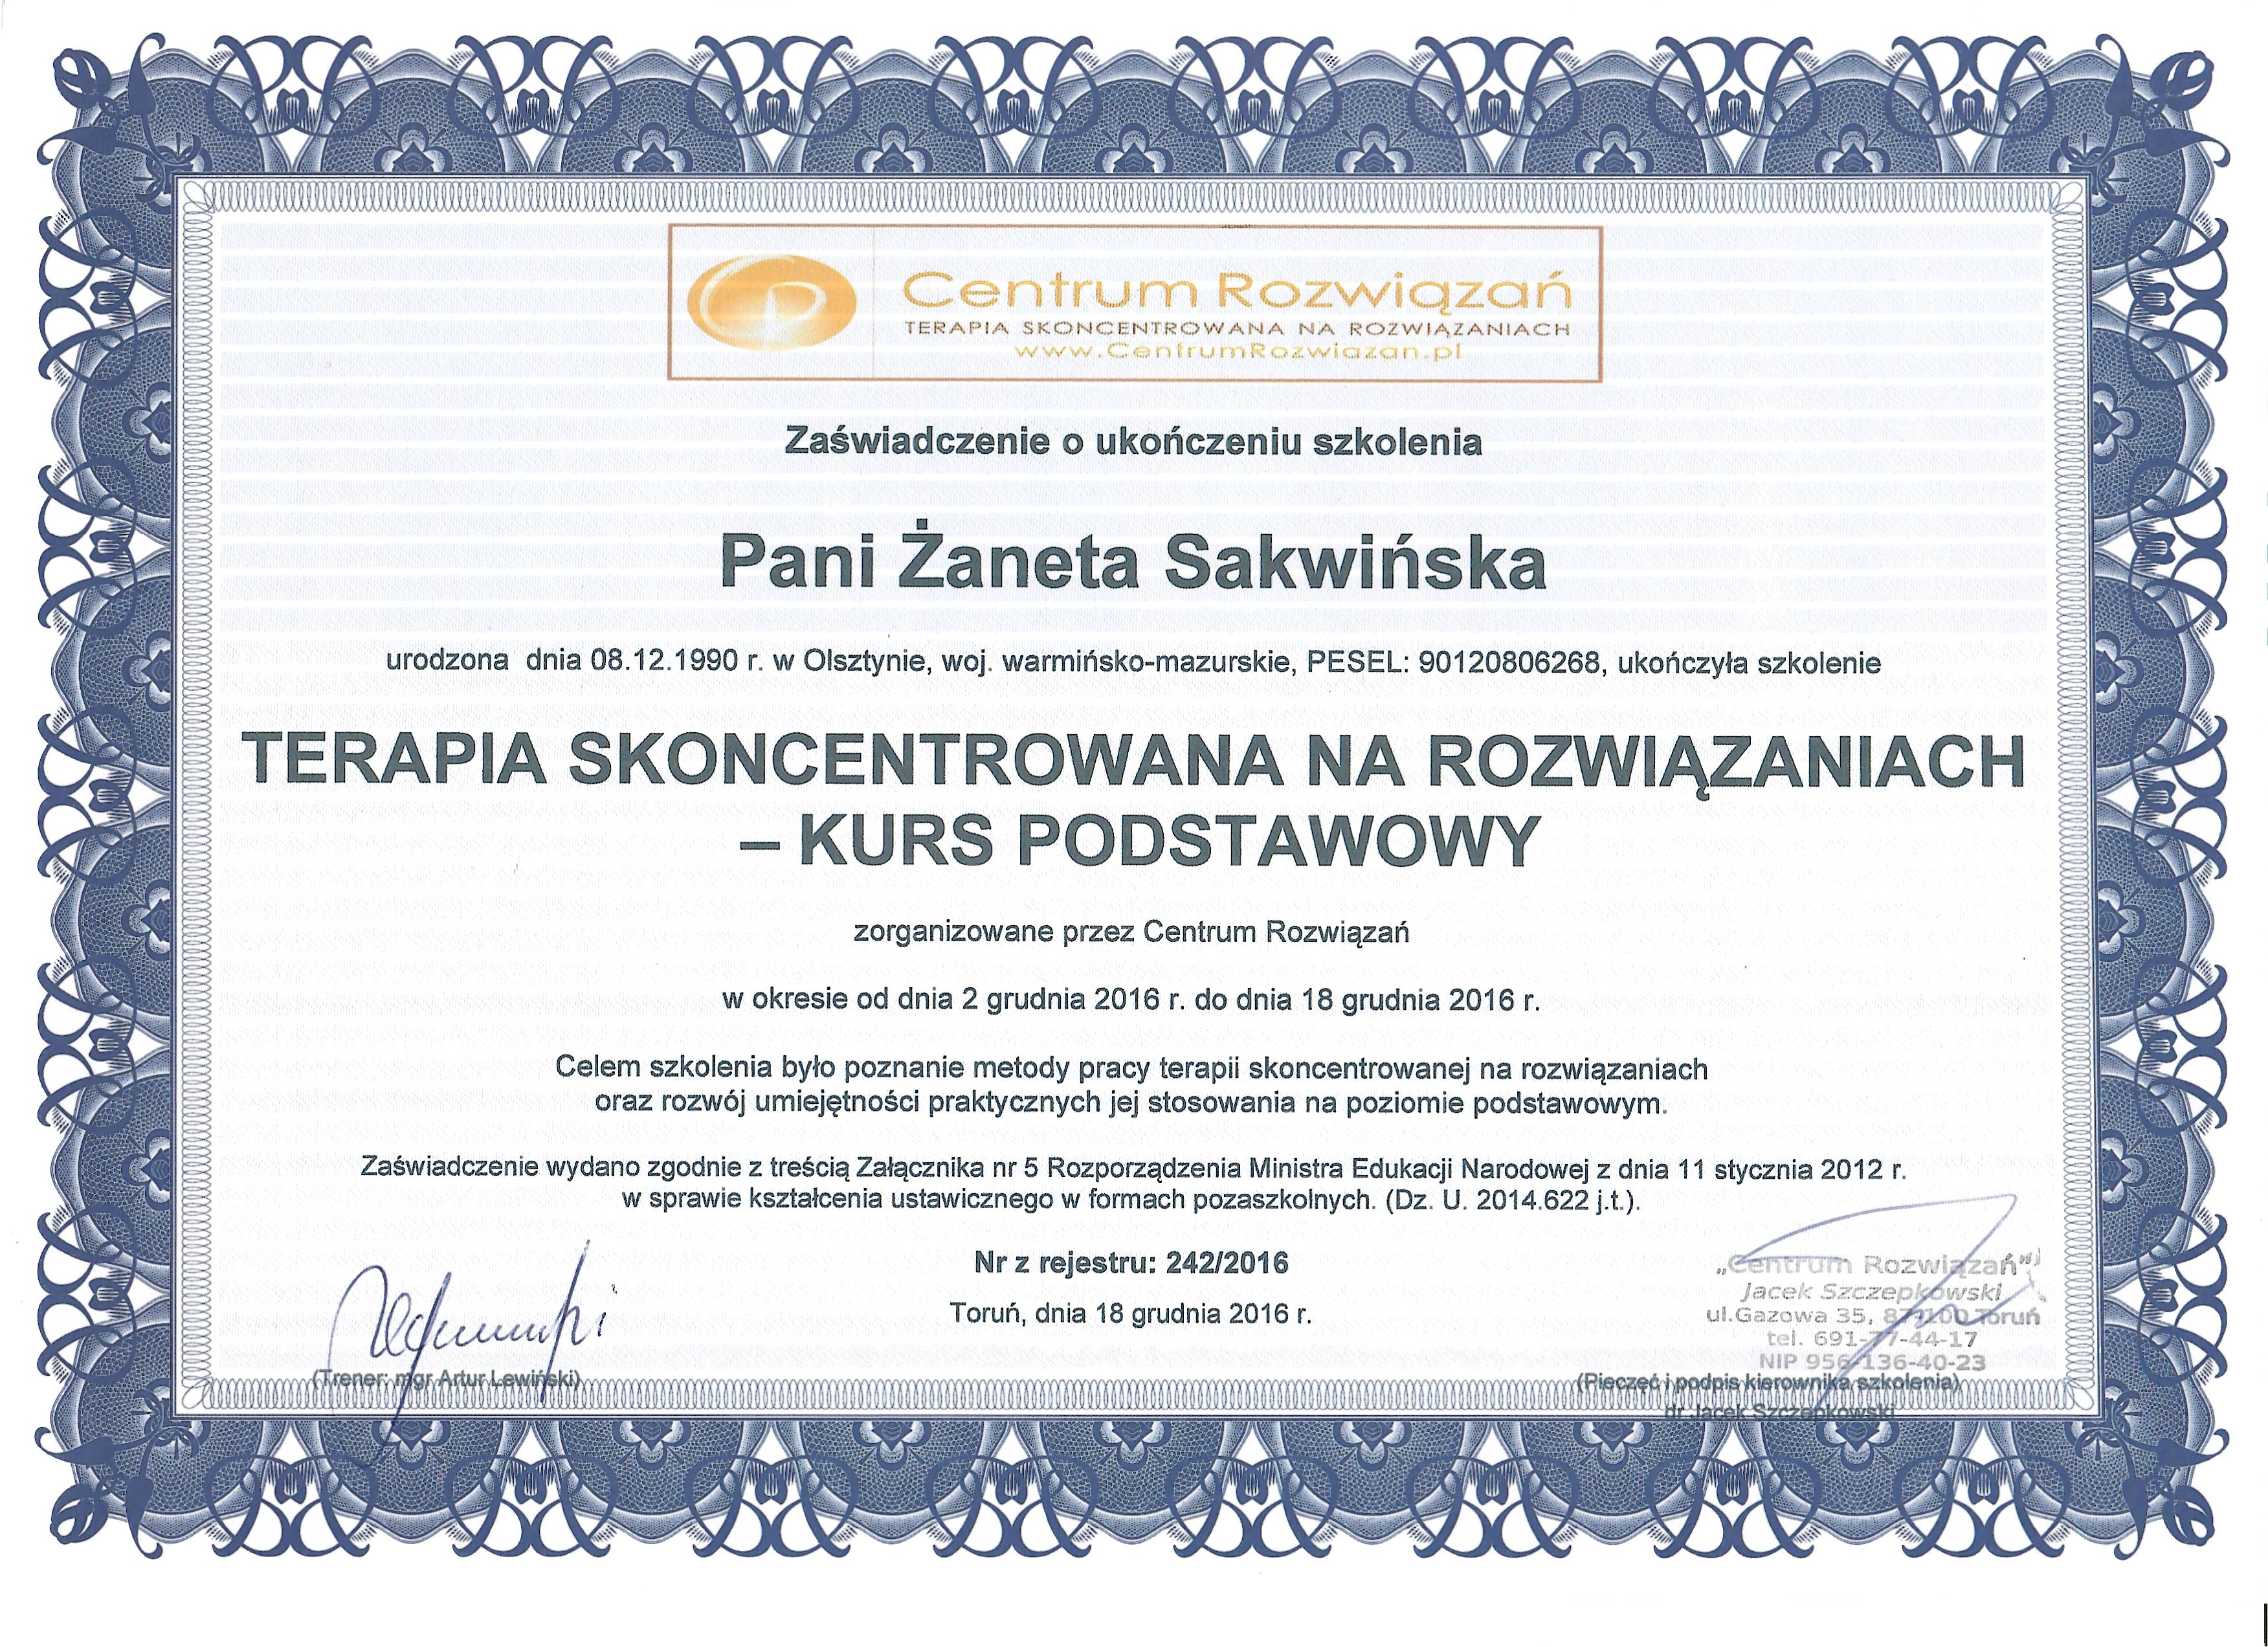 Centrum Rozwiązań
TERAPIA SKONCENTROWANA NA ROZWIĄZANIACH
www.CentrumRozwiazan.pl
Zaświadczenie o ukończeniu szkolenia
Pani Żaneta Sakwińska
urodzona dnia 08.12.1990 r. w Olsztynie, woj. warmińsko-mazurskie, PESEL: 90120806268, ukończyła szkolenie
TERAPIA SKONCENTROWANA NA ROZWIĄZANIACH
– KURS PODSTAWOWY
zorganizowane przez Centrum Rozwiązań
w okresie od dnia 2 grudnia 2016 r. do dnia 18 grudnia 2016 r.
Celem szkolenia było poznanie metody pracy terapii skoncentrowanej na rozwiązaniach
oraz rozwój umiejętności praktycznych jej stosowania na poziomie podstawowym.
Zaświadczenie wydano zgodnie z treścią Załącznika nr 5 Rozporządzenia Ministra Edukacji Narodowej z dnia 11 stycznia 2012 r.
w sprawie kształcenia ustawicznego w formach pozaszkolnych. (Dz. U. 2014.622 j.t.).
Nr z rejestru: 242/2016
Toruń, dnia 18 grudnia 2016 r.
(Trener: mgr Artur Lewiński)
„Centrum Rozwiązań”
Jacek Szczepkowski
ul.Gazowa 35, 87-100 Toruń
tel. 691-77-44-17
NIP 956-136-40-23
(Pieczęć i podpis kierownika szkolenia)
dr Jacek Szczepkowski